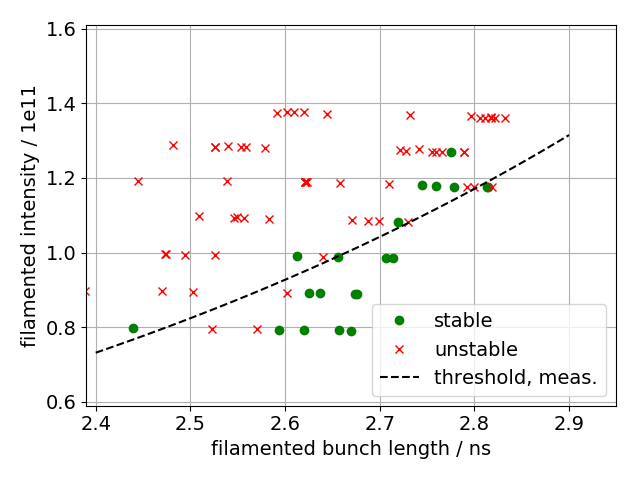 1.6
1.4
1.2
1.0
0.8
0.6
filamented intensity / 1e11
stable
unstable
threshold, meas.
2.4 2.5 2.6 2.7 2.8 2.9
filamented bunch length / ns